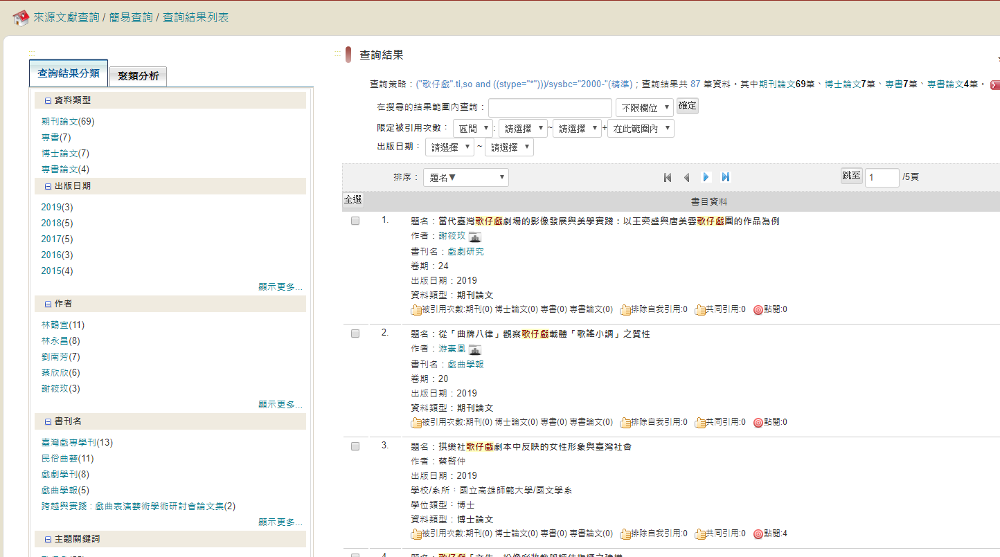 來源文獻查詢 / 簡易查詢 / 查詢結果列表
查詢結果分類
聚類分析
資料類型
期刊論文(69)
專書(7)
博士論文(7)
專書論文(4)
出版日期
2019(3)
2018(5)
2017(5)
2016(3)
2015(4)
顯示更多...
作者
林鶴宜(11)
林永昌(8)
劉南芳(7)
蔡欣欣(6)
謝筱玫(3)
顯示更多...
書刊名
臺灣戲專學刊(13)
民俗曲藝(11)
戲劇學刊(8)
戲曲學報(5)
跨越與實踐 : 戲曲表演藝術學術研討會論文集(2)
顯示更多...
主題關鍵詞
查詢結果
查詢策略：("歌仔戲".ti,so and ((stype="*")))/sysbc="2000-"(精準)；查詢結果共 87 筆資料。其中期刊論文69筆、博士論文7筆、專書7筆、專書論文4筆。
在搜尋的結果範圍內查詢： 不限欄位 確定
限定被引用次數： 區間 : 請選擇 ~ 請選擇 + 在此範圍內
出版日期： 請選擇 ~ 請選擇
排序： 題名▼ 跳至 1 /5頁
全選 書目資料
1. 題名：當代臺灣歌仔戲劇場的影像發展與美學實踐：以王奕盛與唐美雲歌仔戲團的作品為例
作者：謝筱玫
書刊名：戲劇研究
卷期：24
出版日期：2019
資料類型：期刊論文
被引用次數:期刊(0) 博士論文(0) 專書(0) 專書論文(0) 排除自我引用:0 共同引用:0 點閱:0
2. 題名：從「曲牌八律」觀察歌仔戲載體「歌謠小調」之質性
作者：游素凰
書刊名：戲曲學報
卷期：20
出版日期：2019
資料類型：期刊論文
被引用次數:期刊(0) 博士論文(0) 專書(0) 專書論文(0) 排除自我引用:0 共同引用:0 點閱:0
3. 題名：拱樂社歌仔戲劇本中反映的女性形象與臺灣社會
作者：蔡啓仲
出版日期：2019
學校/系所：國立高雄師範大學/國文學系
學位類型：博士
資料類型：博士論文
被引用次數:期刊(0) 博士論文(0) 專書(0) 專書論文(0) 排除自我引用:0 共同引用:0 點閱:4